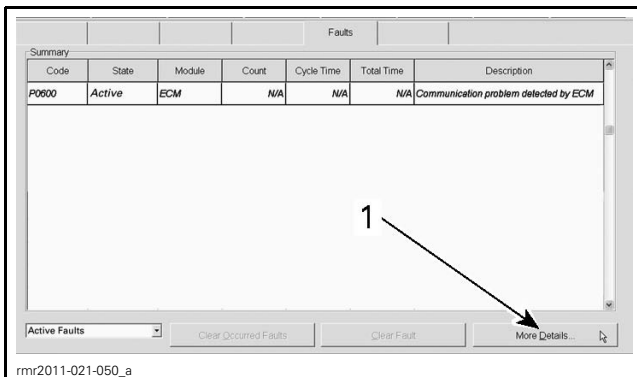 Faults
Summary
Code State Module Count Cycle Time Total Time Description
P0600 Active ECM N/A N/A N/A Communication problem detected by ECM
1
Active Faults Clear Occurred Faults Clear Fault More Details...
rmr2011-021-050_a